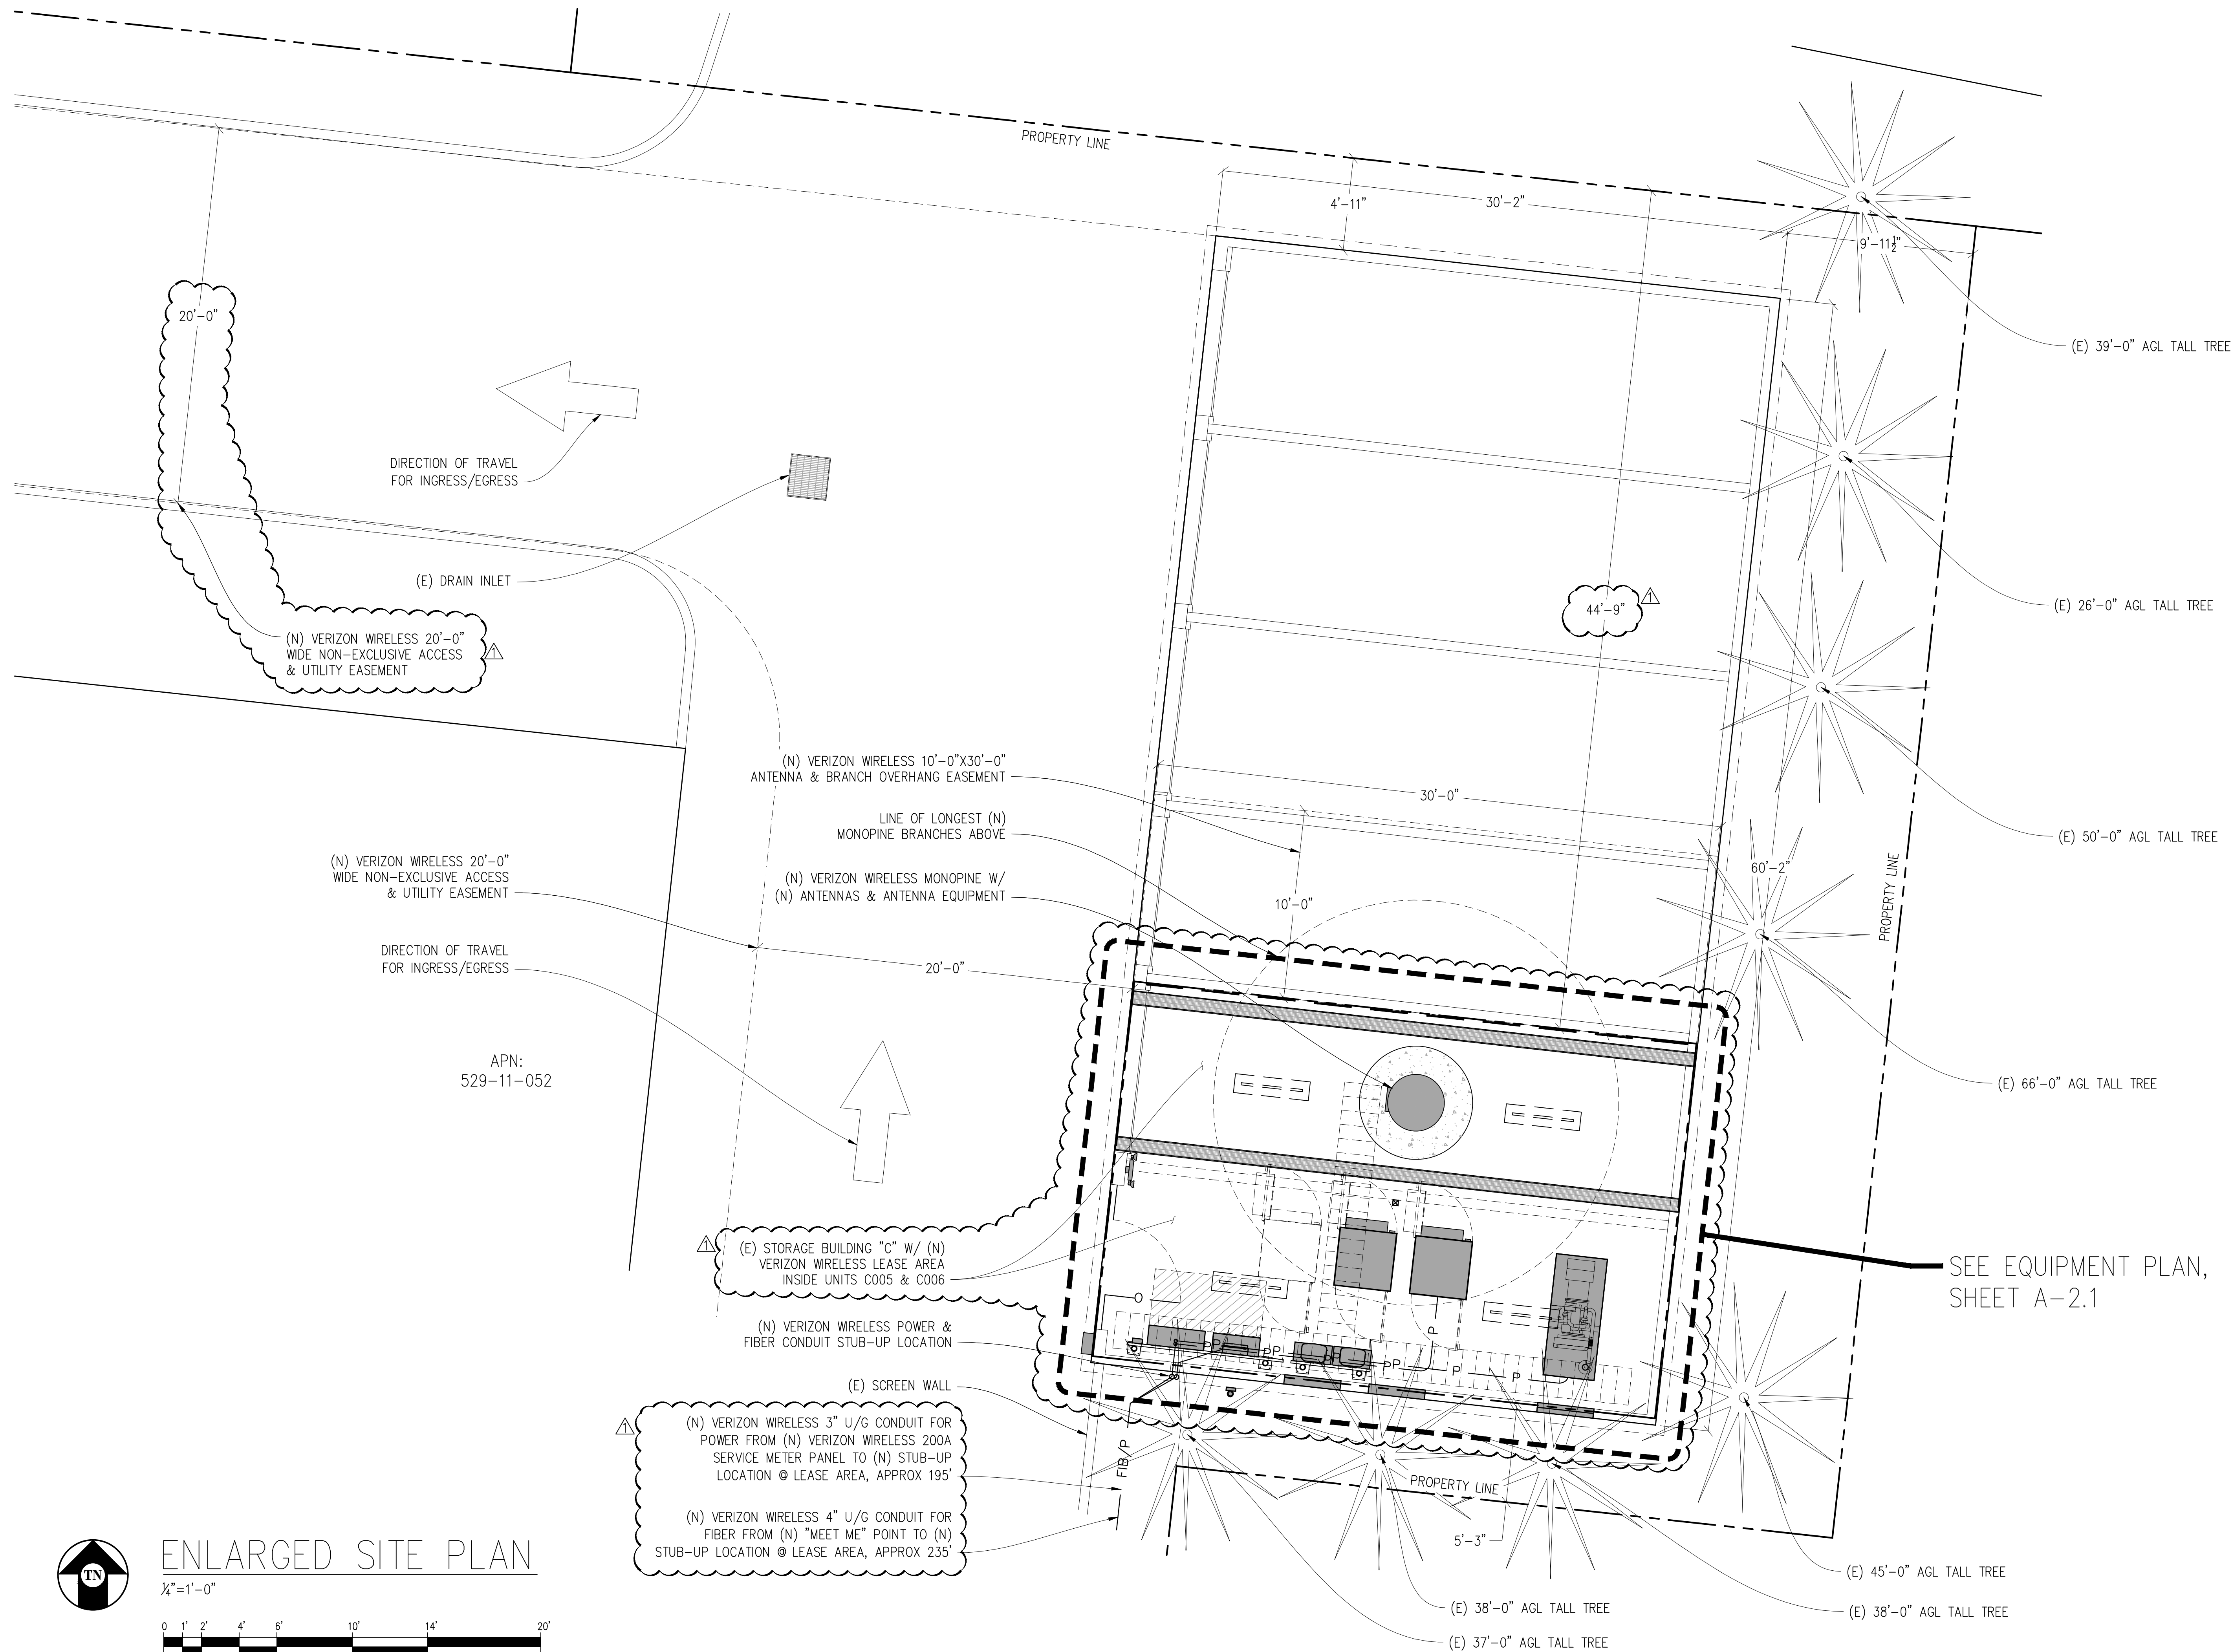 PROPERTY LINE
4'-11"
30'-2"
9'-11½"
20'-0"
(E) 39'-0" AGL TALL TREE
DIRECTION OF TRAVEL
FOR INGRESS/EGRESS
(E) DRAIN INLET
44'-9"
1
(E) 26'-0" AGL TALL TREE
(N) VERIZON WIRELESS 20'-0"
WIDE NON-EXCLUSIVE ACCESS
& UTILITY EASEMENT
1
(N) VERIZON WIRELESS 10'-0"X30'-0"
ANTENNA & BRANCH OVERHANG EASEMENT
30'-0"
LINE OF LONGEST (N)
MONOPINE BRANCHES ABOVE
(E) 50'-0" AGL TALL TREE
(N) VERIZON WIRELESS 20'-0"
WIDE NON-EXCLUSIVE ACCESS
& UTILITY EASEMENT
(N) VERIZON WIRELESS MONOPINE W/
(N) ANTENNAS & ANTENNA EQUIPMENT
60'-2"
PROPERTY LINE
10'-0"
DIRECTION OF TRAVEL
FOR INGRESS/EGRESS
20'-0"
APN:
529-11-052
(E) 66'-0" AGL TALL TREE
1
(E) STORAGE BUILDING "C" W/ (N)
VERIZON WIRELESS LEASE AREA
INSIDE UNITS C005 & C006
SEE EQUIPMENT PLAN,
SHEET A-2.1
(N) VERIZON WIRELESS POWER &
FIBER CONDUIT STUB-UP LOCATION
P
P
P
P
P
P
P
P
P
P
P
(E) SCREEN WALL
1
(N) VERIZON WIRELESS 3" U/G CONDUIT FOR
POWER FROM (N) VERIZON WIRELESS 200A
SERVICE METER PANEL TO (N) STUB-UP
LOCATION @ LEASE AREA, APPROX 195'
(N) VERIZON WIRELESS 4" U/G CONDUIT FOR
FIBER FROM (N) "MEET ME" POINT TO (N)
STUB-UP LOCATION @ LEASE AREA, APPROX 235'
FIB/P
PROPERTY LINE
5'-3"
(E) 45'-0" AGL TALL TREE
(E) 38'-0" AGL TALL TREE
(E) 38'-0" AGL TALL TREE
(E) 37'-0" AGL TALL TREE
TN
ENLARGED SITE PLAN
¼"=1'-0"
0 1' 2' 4' 6' 10' 14' 20'